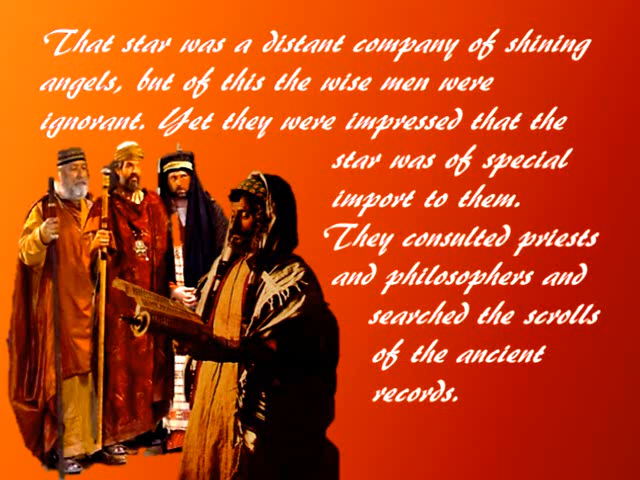 That star was a distant company of shining
angels, but of this the wise men were
ignorant. Yet they were impressed that the
star was of special
import to them.
They consulted priests
and philosophers and
searched the scrolls
of the ancient
records.